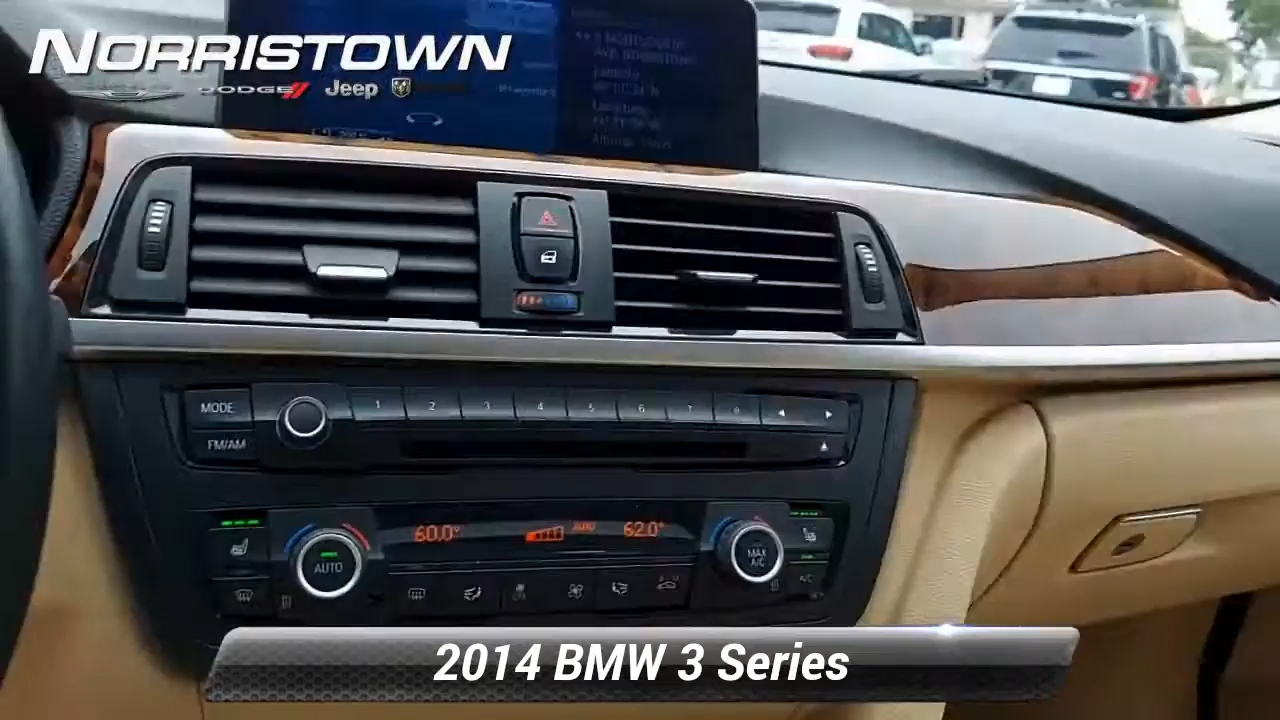 NORRISTOWN
DODGE Jeep
MODE 1 2 3 4 5 6 7 8
FM/AM
60.0° AUTO 62.0°
AUTO
MAX A/C
A/C
2014 BMW 3 Series